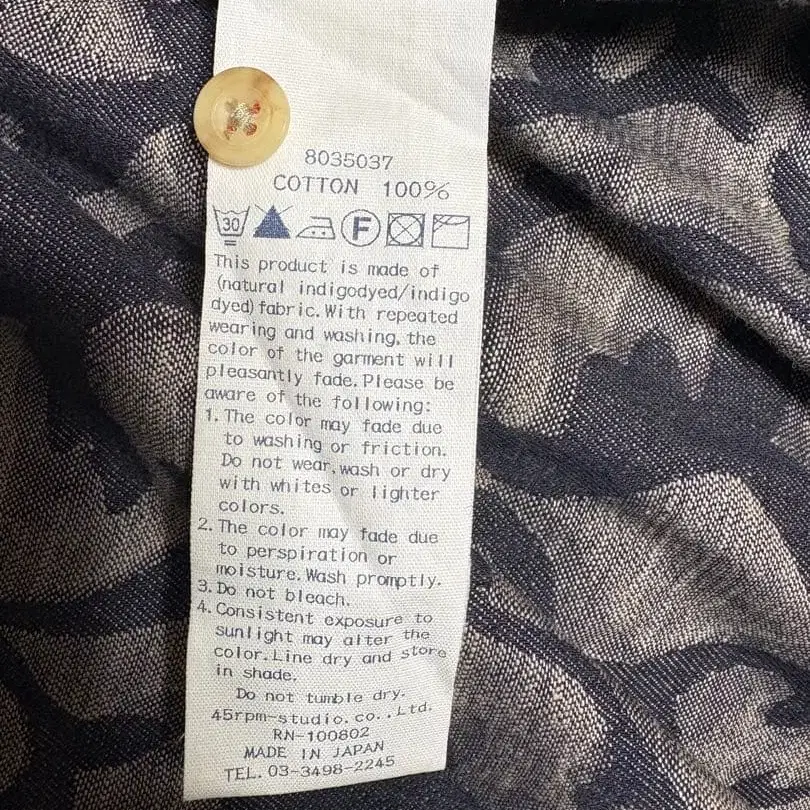 8035037
COTTON 100%
30 F
This product is made of
(natural indigodyed/indigo
dyed) fabric. With repeated
wearing and washing, the
color of the garment will
pleasantly fade. Please be
aware of the following:
1. The color may fade due
to washing or friction.
Do not wear, wash or dry
with whites or lighter
colors.
2. The color may fade due
to perspiration or
moisture. Wash promptly.
3. Do not bleach.
4. Consistent exposure to
sunlight may alter the
color. Line dry and store
in shade.
Do not tumble dry.
45rpm-studio. co., Ltd.
RN-100802
MADE IN JAPAN
TEL. 03-3498-2245